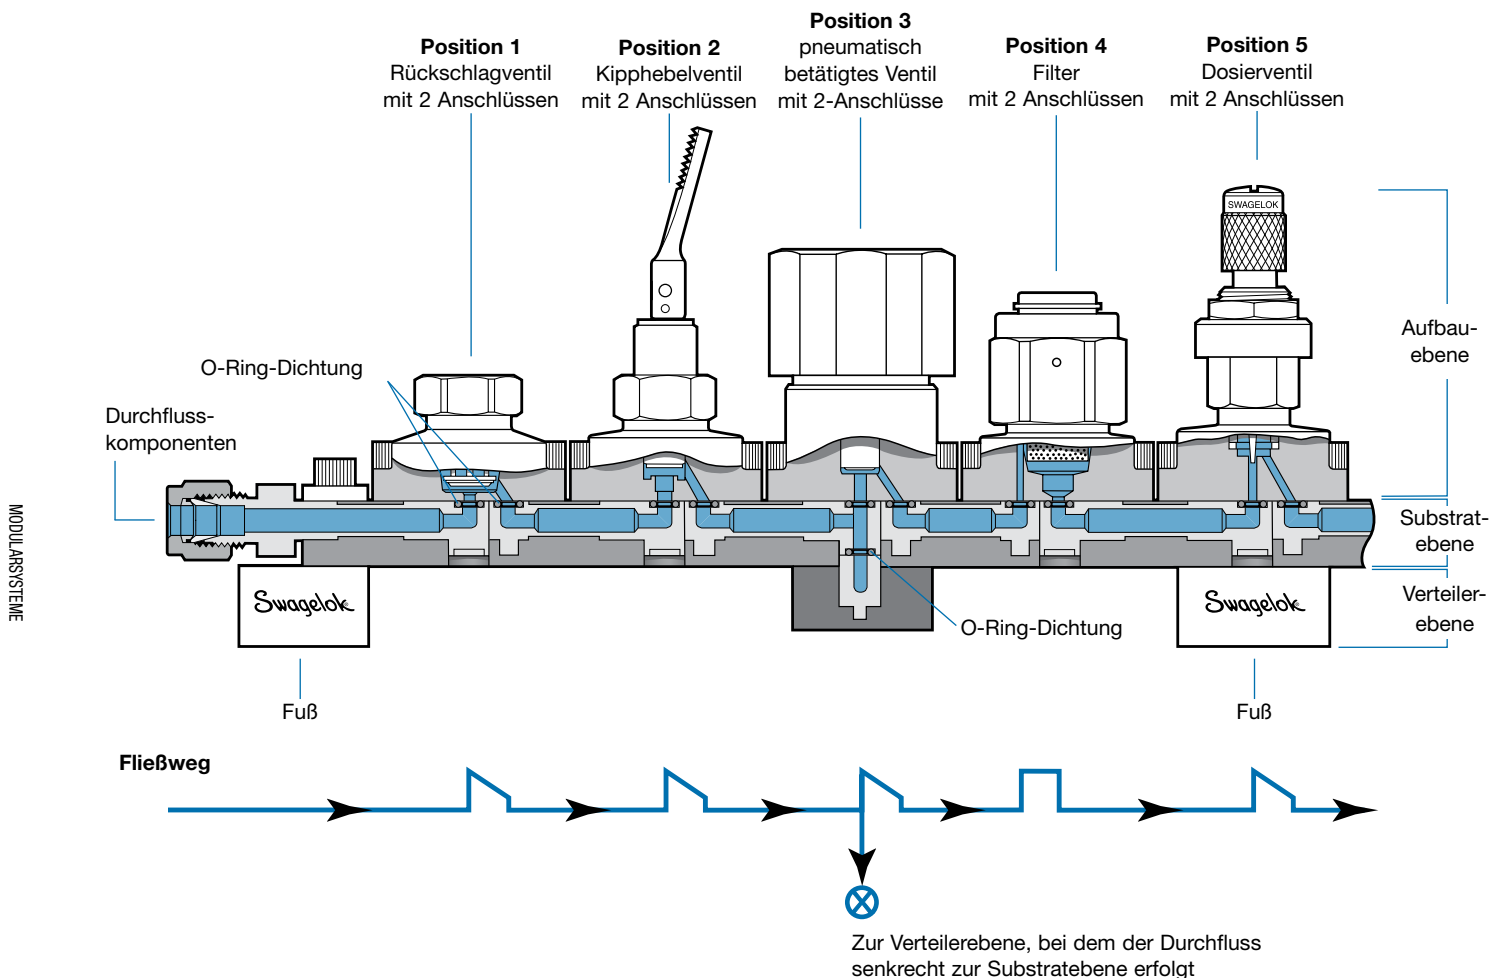 Position 1
Rückschlagventil
mit 2 Anschlüssen
Position 2
Kipphebelventil
mit 2 Anschlüssen
Position 3
pneumatisch
betätigtes Ventil
mit 2-Anschlüsse
Position 4
Filter
mit 2 Anschlüssen
Position 5
Dosierventil
mit 2 Anschlüssen
SWAGELOK
Aufbau-
ebene
O-Ring-Dichtung
Durchfluss-
komponenten
Substrat-
ebene
Verteiler-
ebene
Swagelok®
Swagelok®
O-Ring-Dichtung
Fuß
Fuß
MODULARSYSTEME
Fließweg
Zur Verteilerebene, bei dem der Durchfluss
senkrecht zur Substratebene erfolgt